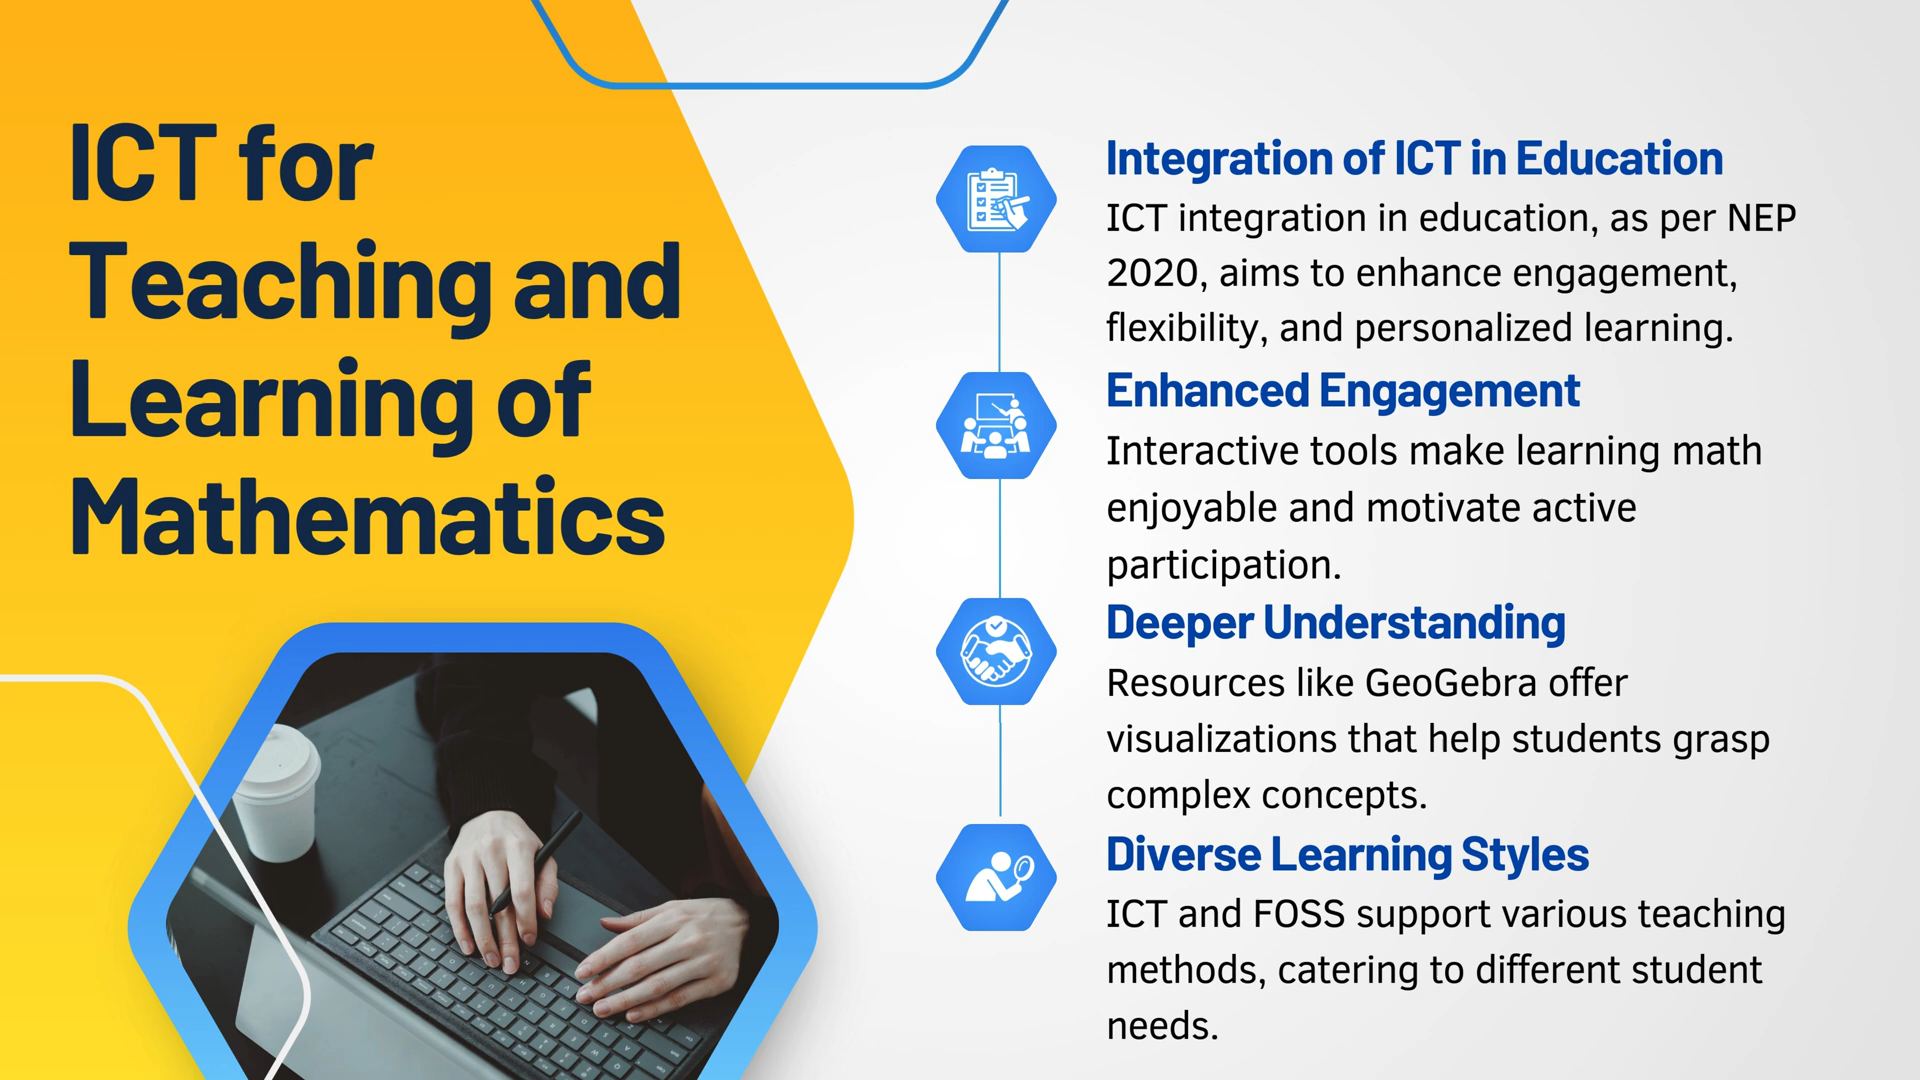 ICT for
Teaching and
Learning of
Mathematics
Integration of ICT in Education
ICT integration in education, as per NEP
2020, aims to enhance engagement,
flexibility, and personalized learning.
Enhanced Engagement
Interactive tools make learning math
enjoyable and motivate active
participation.
Deeper Understanding
Resources like GeoGebra offer
visualizations that help students grasp
complex concepts.
Diverse Learning Styles
ICT and FOSS support various teaching
methods, catering to different student
needs.